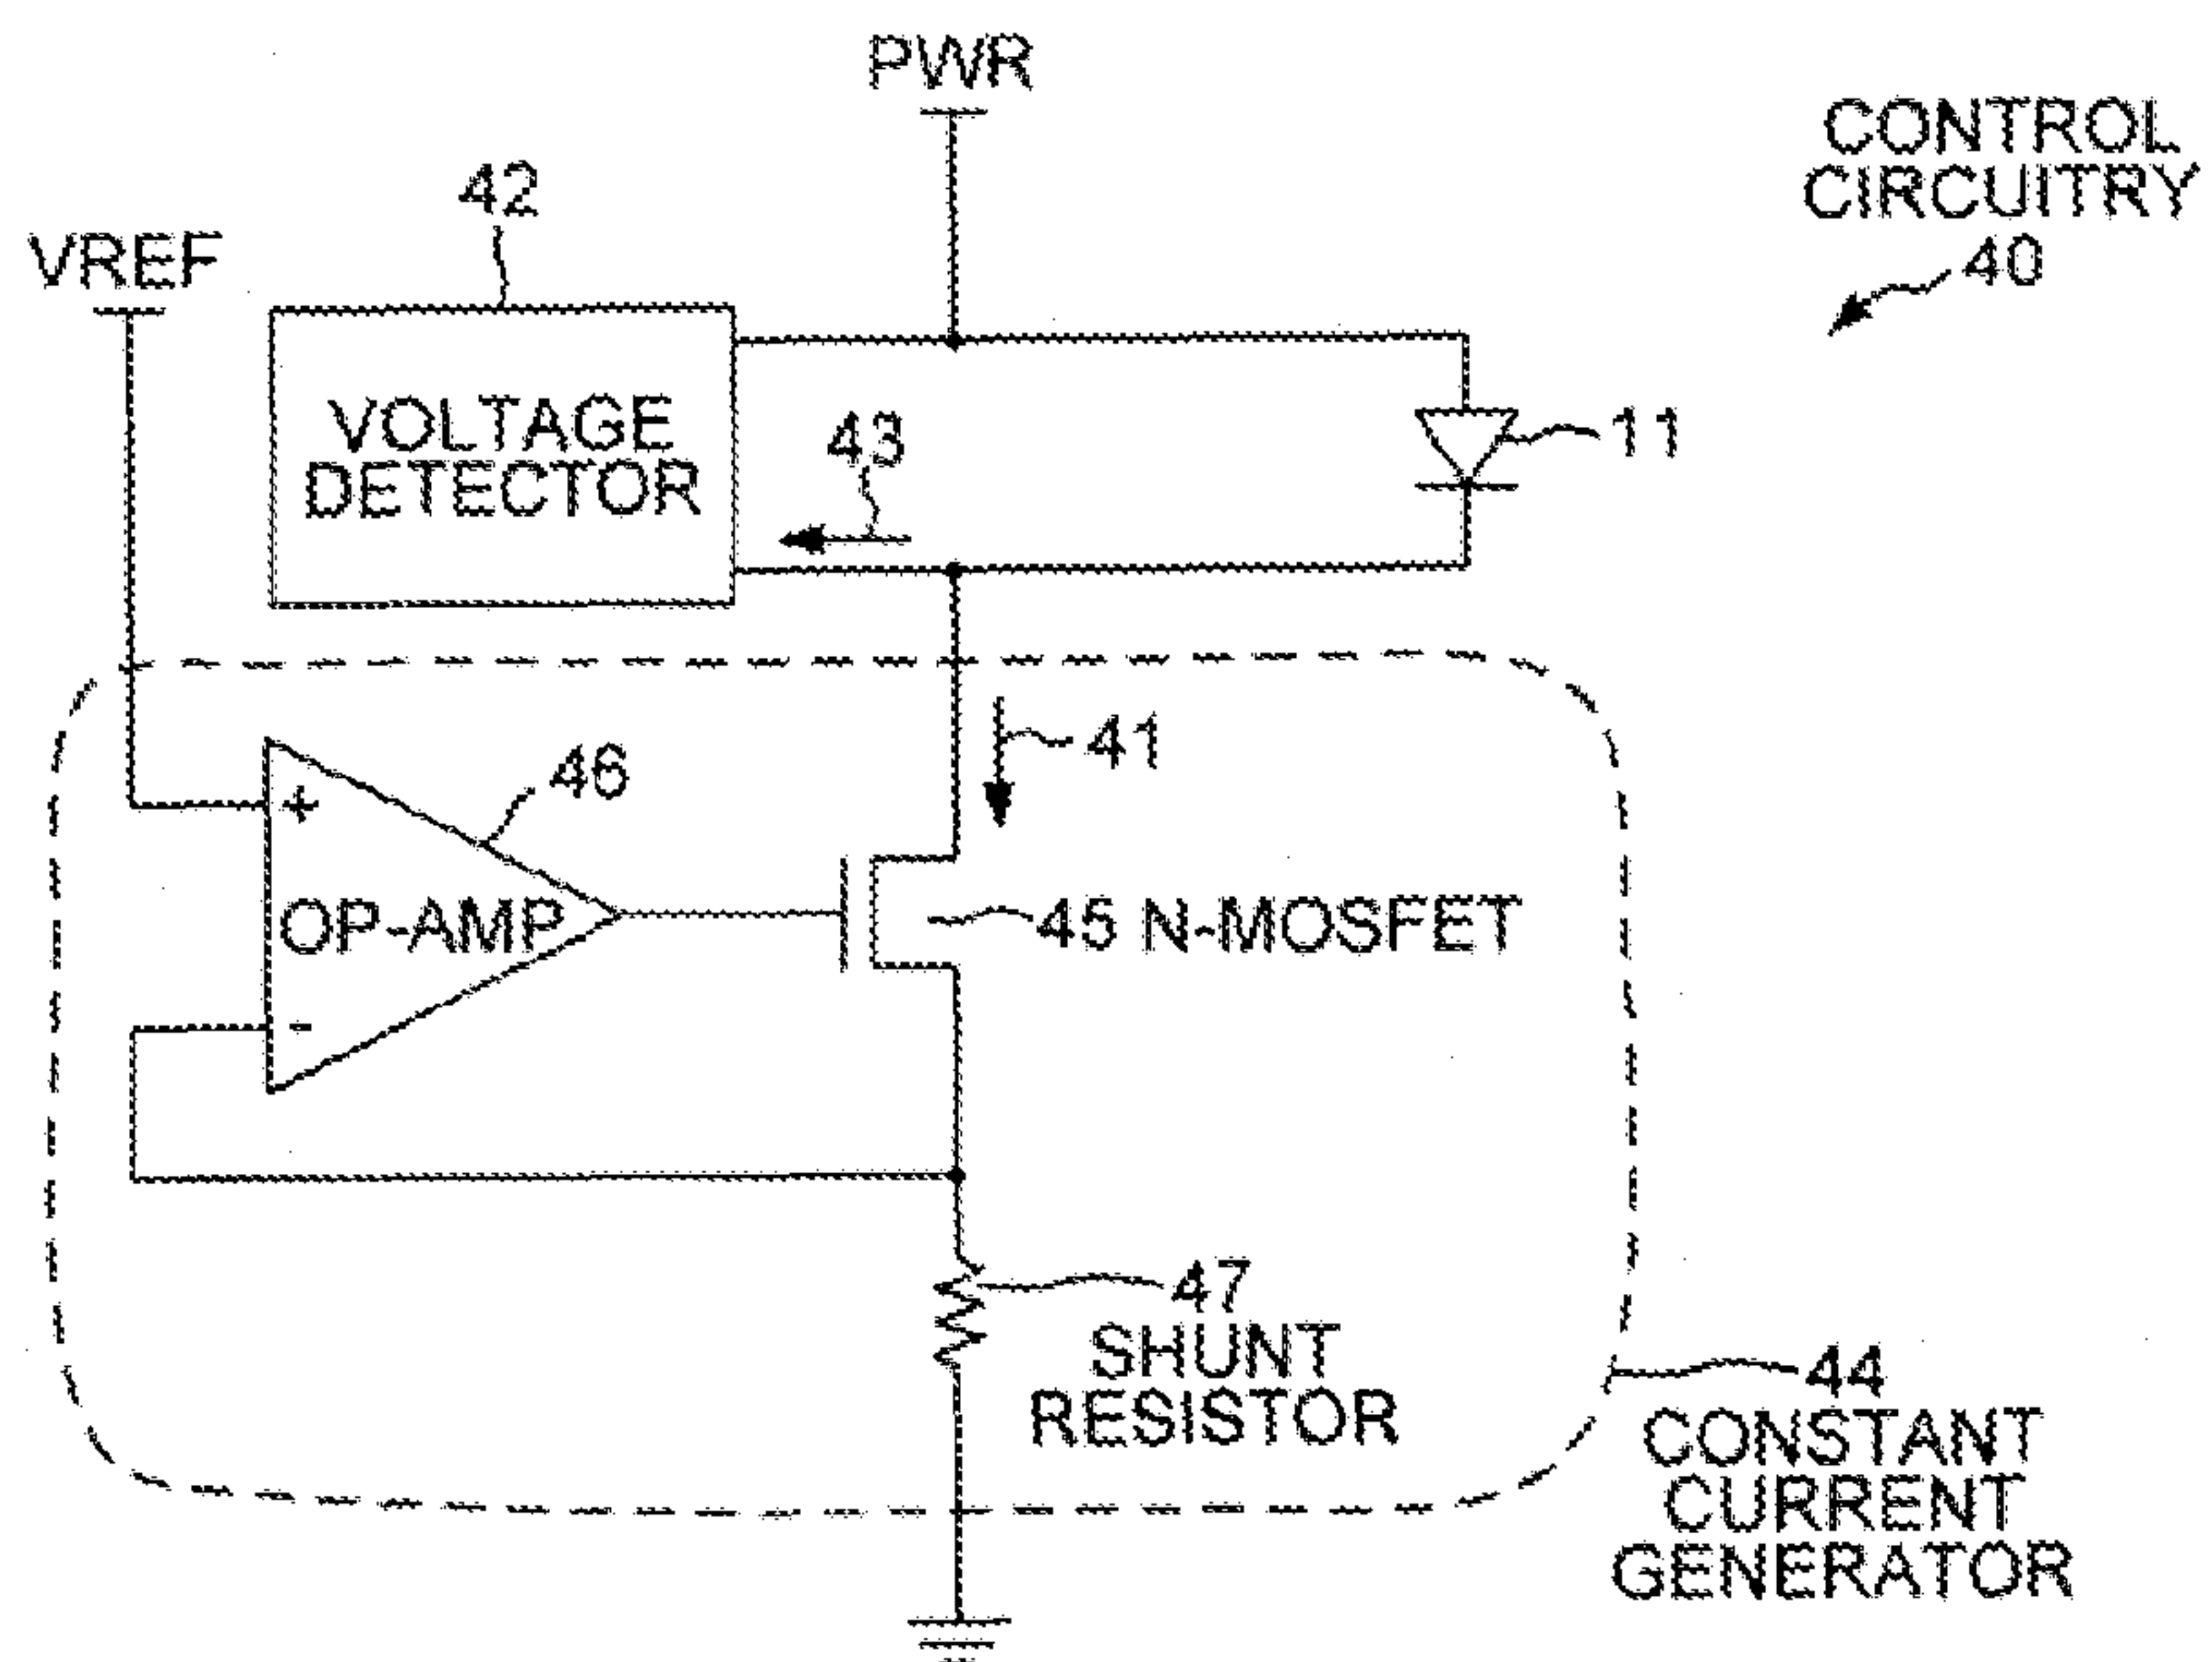 PWR
CONTROL
CIRCUITRY
40
42
VREF
VOLTAGE
DETECTOR
43
11
41
46
+
OP-AMP
45 N-MOSFET
-
47
SHUNT
RESISTOR
44
CONSTANT
CURRENT
GENERATOR